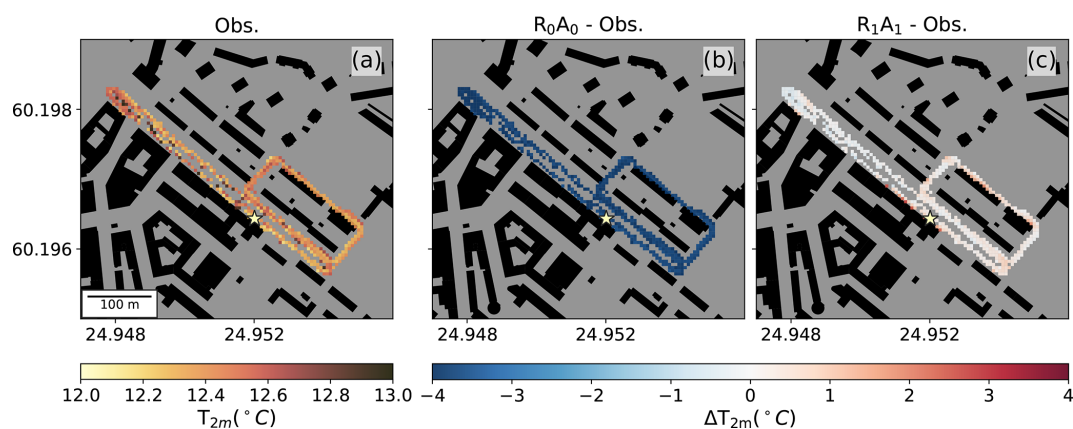 Obs.
R0A0 - Obs.
R1A1 - Obs.
(a)
(b)
(c)
60.198
60.196
100 m
24.948
24.952
24.948
24.952
24.948
24.952
12.0 12.2 12.4 12.6 12.8 13.0
−4 −3 −2 −1 0 1 2 3 4
T2m(°C)
ΔT2m(°C)